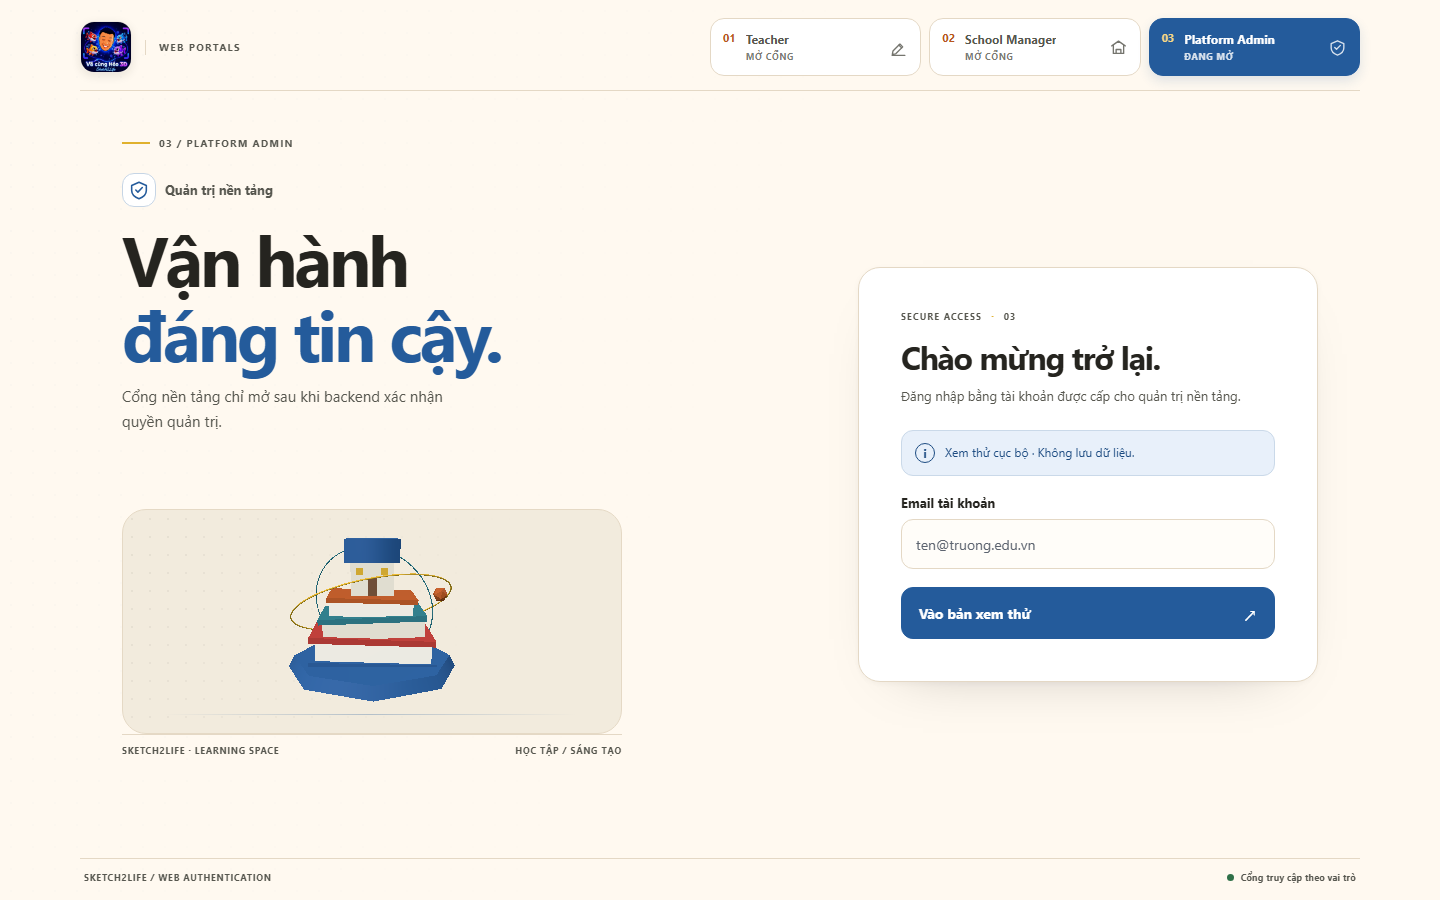 Vẽ cùng Hóa 3D
WEB PORTALS
01 Teacher
MỞ CỔNG
02 School Manager
MỞ CỔNG
03 Platform Admin
ĐANG MỞ
03 / PLATFORM ADMIN
Quản trị nền tảng
Vận hành
đáng tin cậy.
Cổng nền tảng chỉ mở sau khi backend xác nhận
quyền quản trị.
SKETCH2LIFE · LEARNING SPACE
HỌC TẬP / SÁNG TẠO
SECURE ACCESS - 03
Chào mừng trở lại.
Đăng nhập bằng tài khoản được cấp cho quản trị nền tảng.
Xem thử cục bộ · Không lưu dữ liệu.
Email tài khoản
ten@truong.edu.vn
Vào bản xem thử
SKETCH2LIFE / WEB AUTHENTICATION
Cổng truy cập theo vai trò